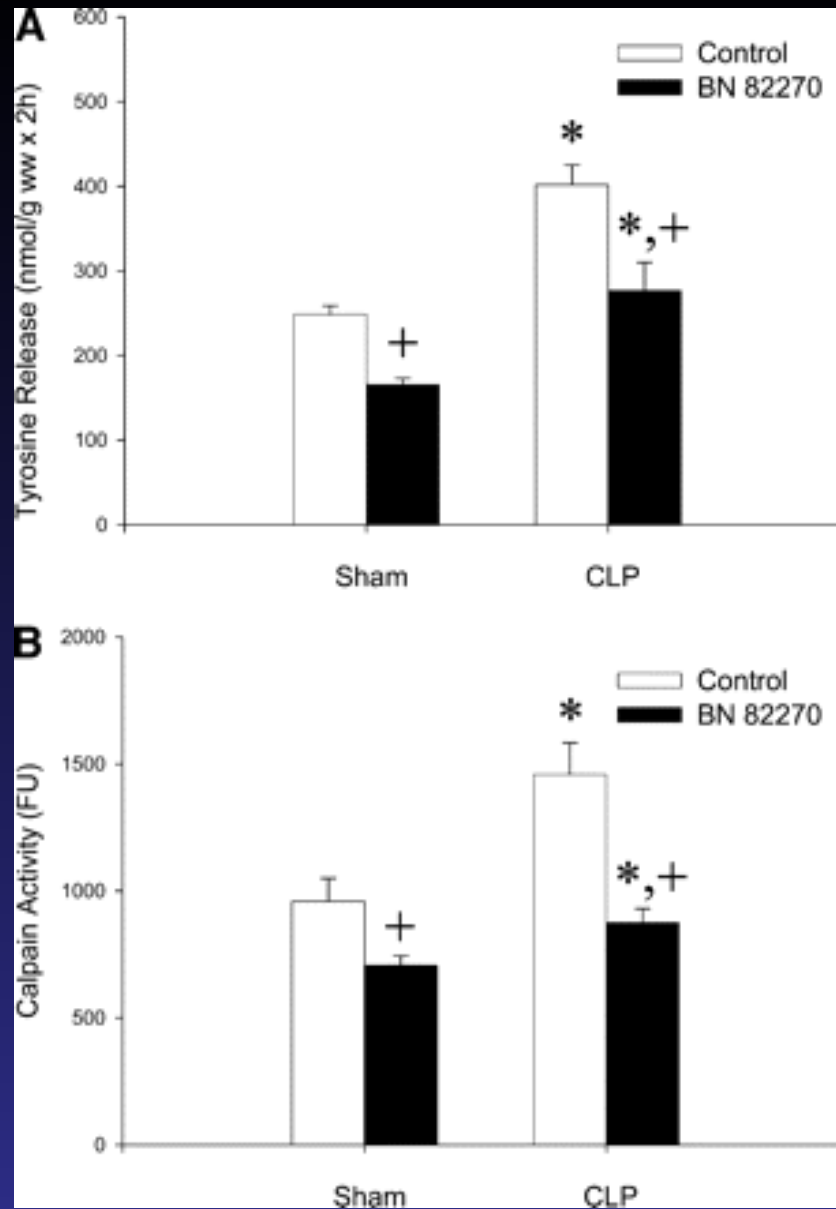 A
600
500
400
300
200
100
0
Tyrosine Release (nmol/g ww x 2h)
Control
BN 82270
*
*,+
+
Sham CLP
B
2000
1500
1000
500
0
Calpain Activity (FU)
Control
BN 82270
*
*,+
+
Sham CLP